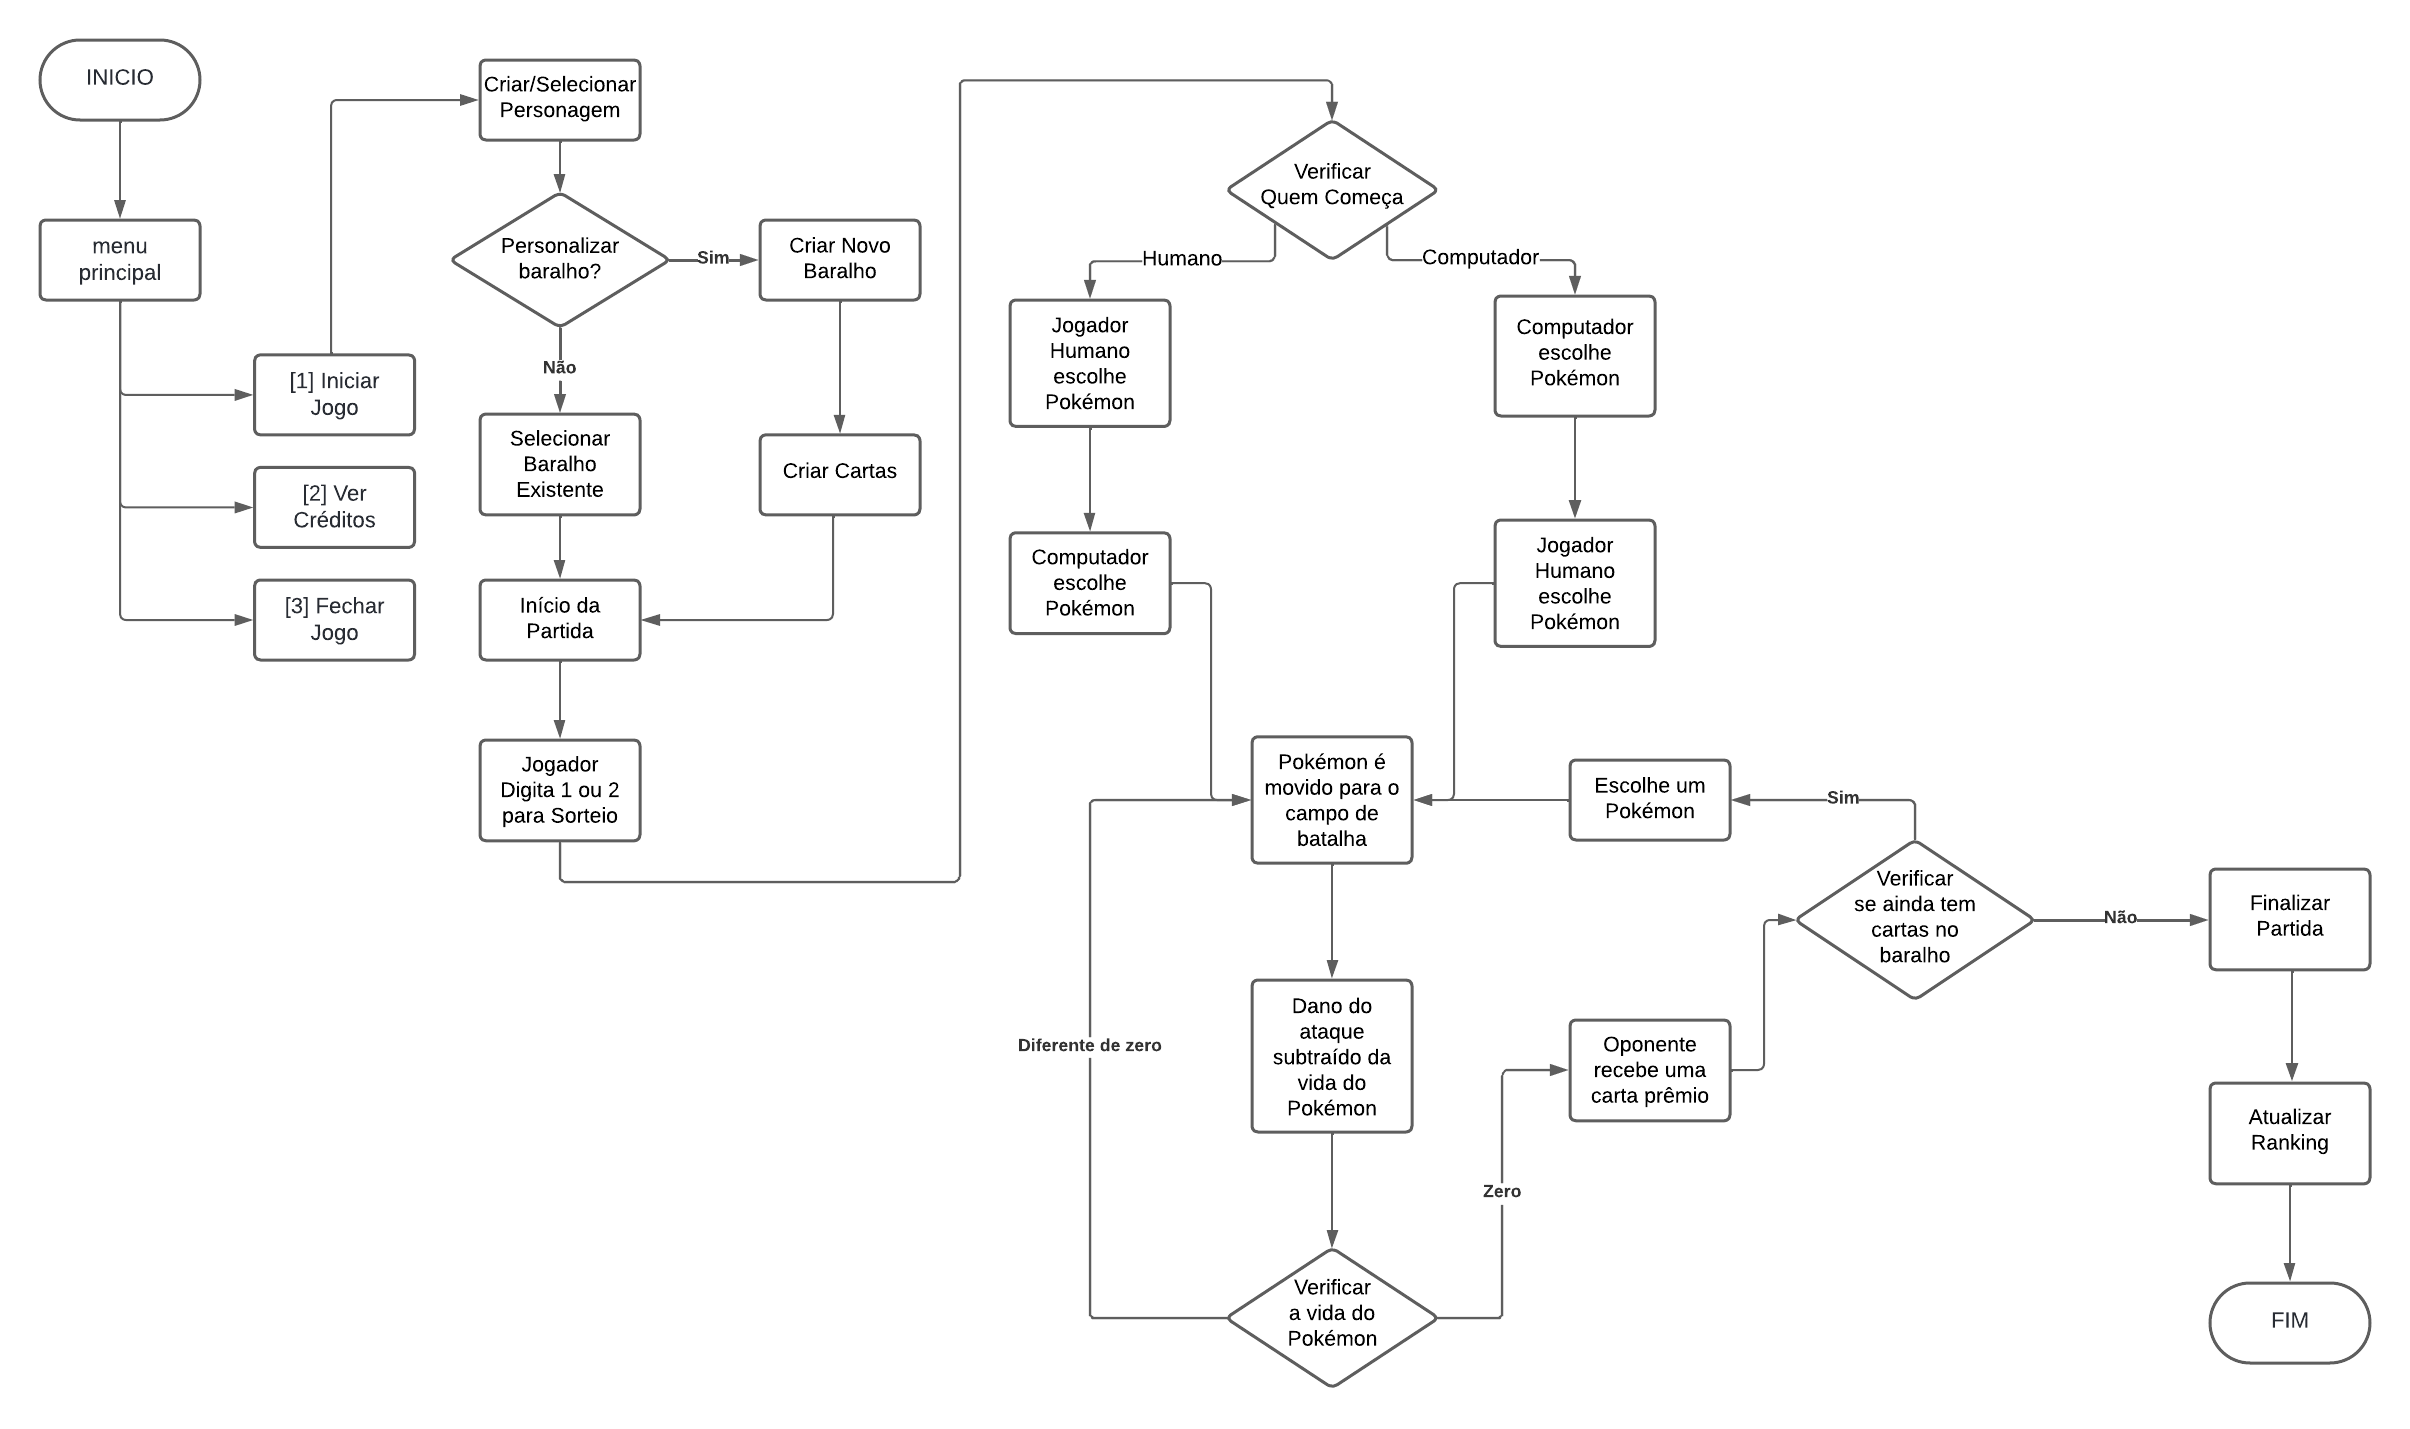 INICIO
menu
principal
[1] Iniciar
Jogo
[2] Ver
Créditos
[3] Fechar
Jogo
Criar/Selecionar
Personagem
Personalizar
baralho?
Sim
Criar Novo
Baralho
Criar Cartas
Não
Selecionar
Baralho
Existente
Início da
Partida
Jogador
Digita 1 ou 2
para Sorteio
Verificar
Quem Começa
Humano
Computador
Jogador
Humano
escolhe
Pokémon
Computador
escolhe
Pokémon
Computador
escolhe
Pokémon
Jogador
Humano
escolhe
Pokémon
Pokémon é
movido para o
campo de
batalha
Dano do
ataque
subtraído da
vida do
Pokémon
Verificar
a vida do
Pokémon
Diferente de zero
Zero
Oponente
recebe uma
carta prêmio
Verificar
se ainda tem
cartas no
baralho
Sim
Escolhe um
Pokémon
Não
Finalizar
Partida
Atualizar
Ranking
FIM